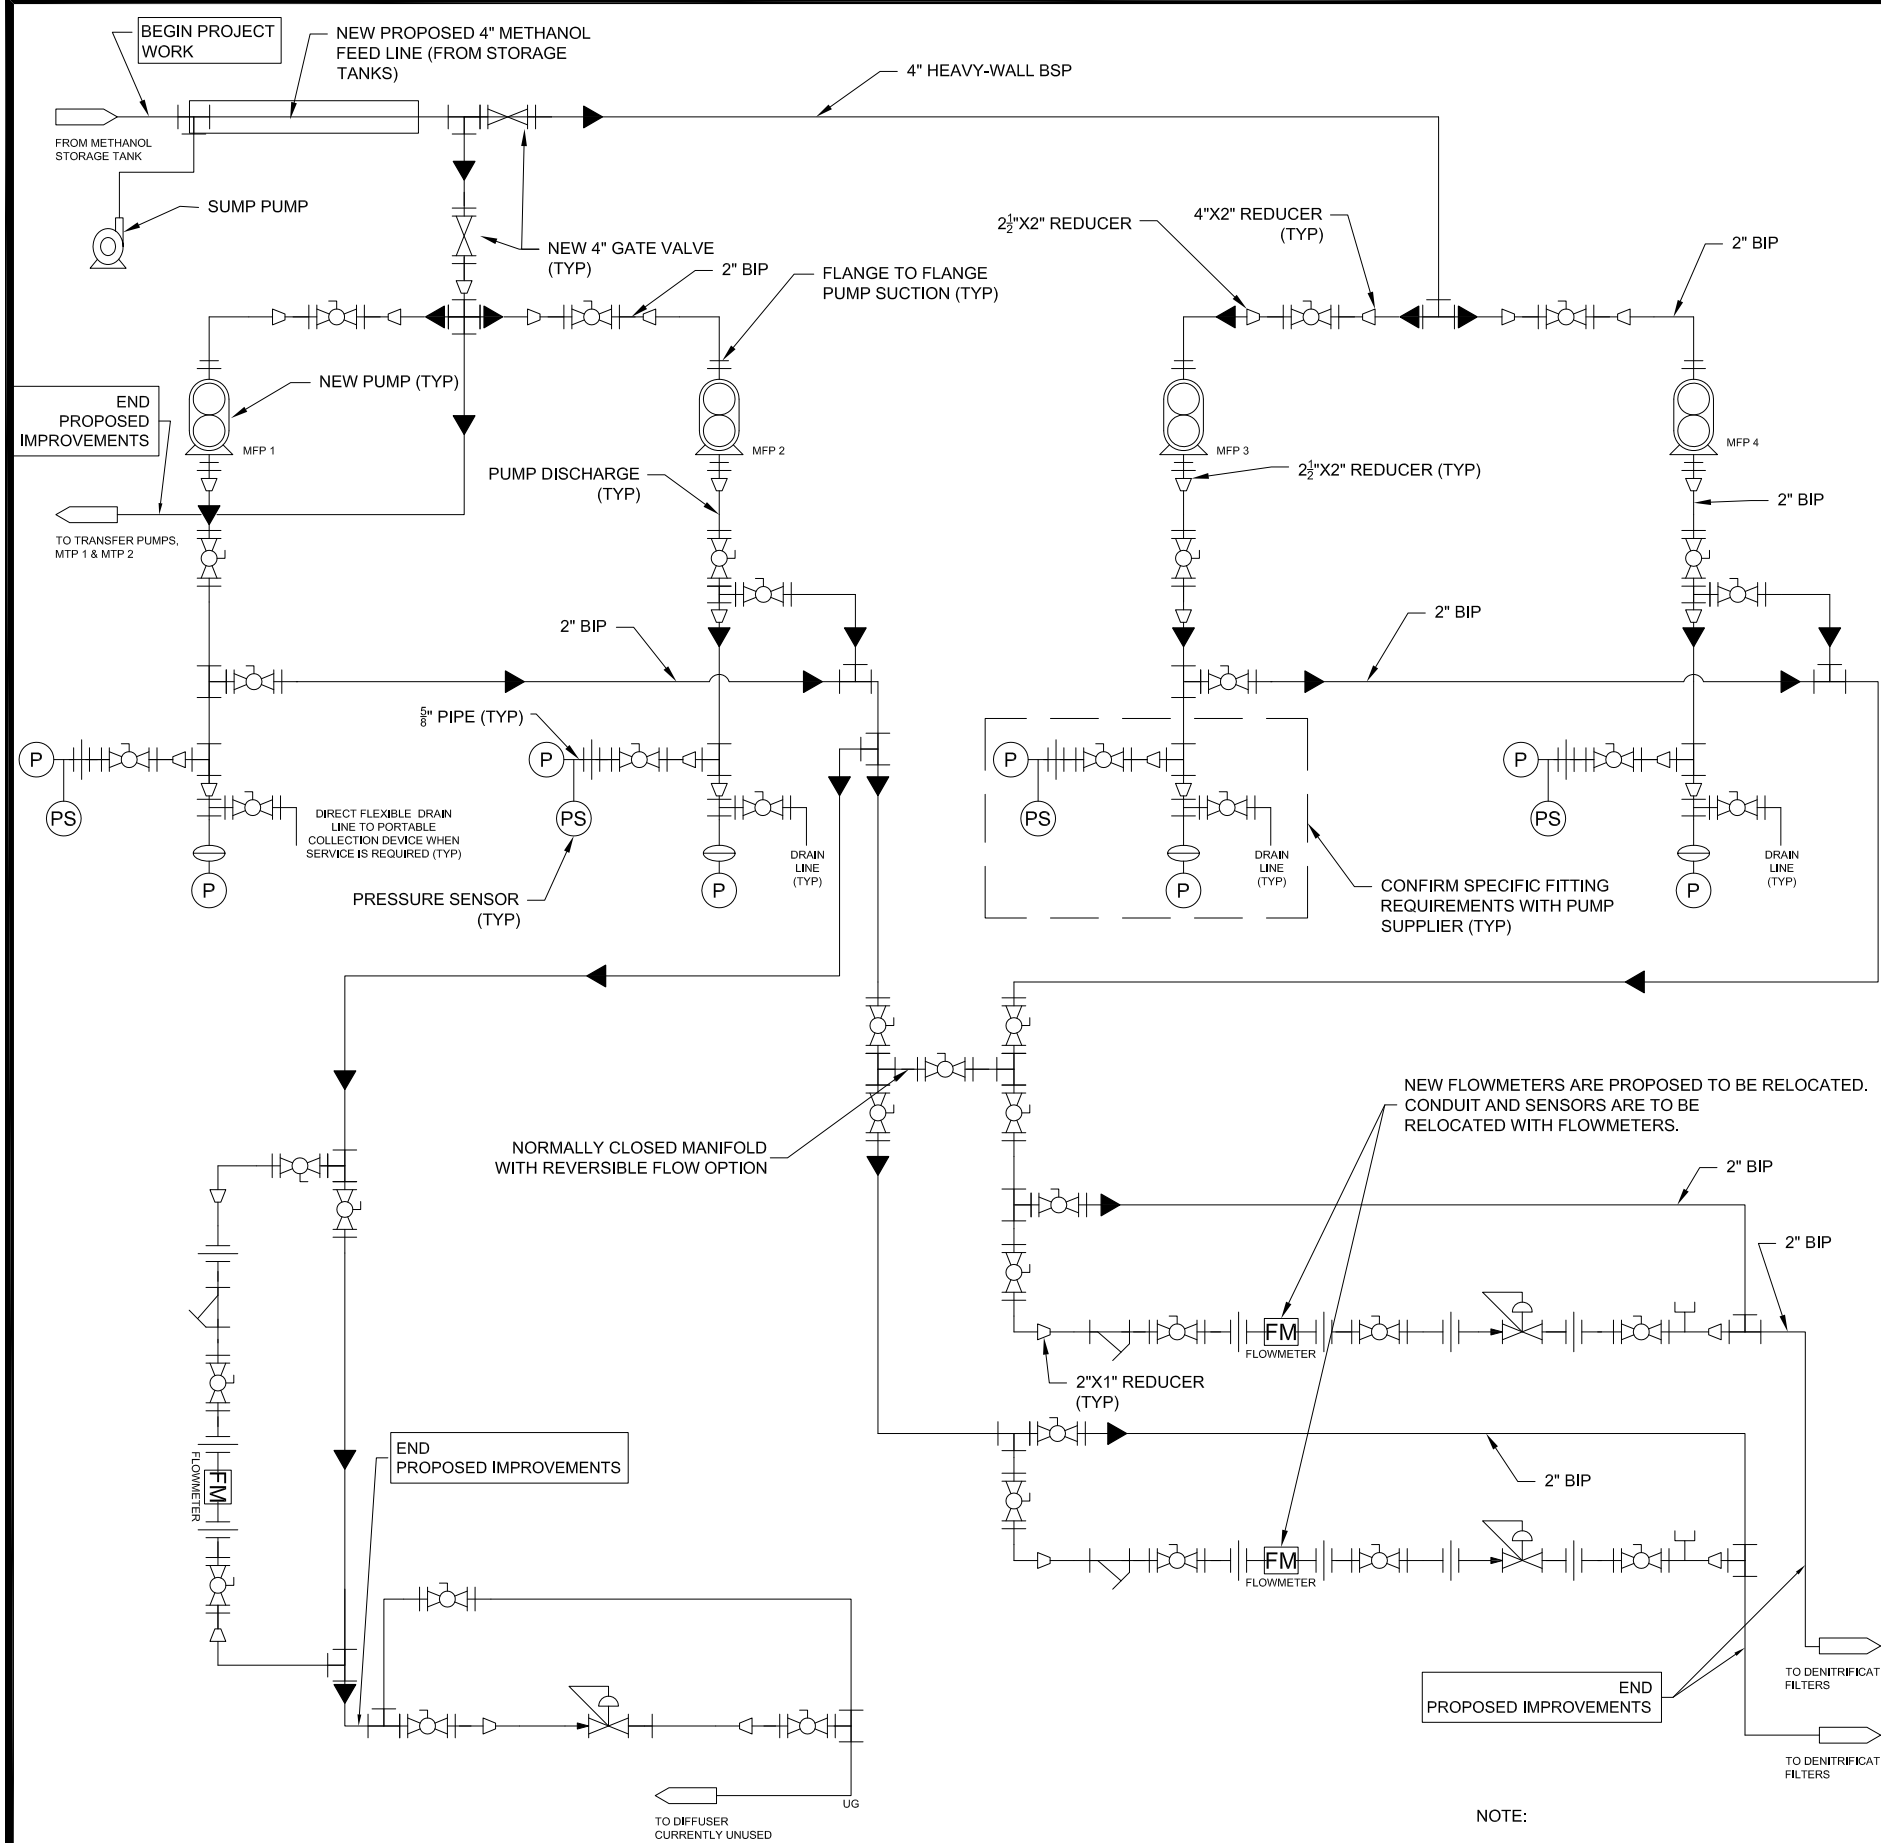 BEGIN PROJECT
WORK
NEW PROPOSED 4" METHANOL
FEED LINE (FROM STORAGE
TANKS)
4" HEAVY-WALL BSP
FROM METHANOL
STORAGE TANK
SUMP PUMP
NEW 4" GATE VALVE
(TYP)
2" BIP
FLANGE TO FLANGE
PUMP SUCTION (TYP)
2½"X2" REDUCER
4"X2" REDUCER
(TYP)
2" BIP
NEW PUMP (TYP)
END
PROPOSED
IMPROVEMENTS
MFP 1
MFP 2
MFP 3
MFP 4
PUMP DISCHARGE
(TYP)
2½"X2" REDUCER (TYP)
2" BIP
TO TRANSFER PUMPS,
MTP 1 & MTP 2
2" BIP
2" BIP
⅝" PIPE (TYP)
P
P
P
P
PS
PS
PS
PS
DIRECT FLEXIBLE DRAIN
LINE TO PORTABLE
COLLECTION DEVICE WHEN
SERVICE IS REQUIRED (TYP)
DRAIN
LINE
(TYP)
DRAIN
LINE
(TYP)
DRAIN
LINE
(TYP)
P
P
P
P
PRESSURE SENSOR
(TYP)
CONFIRM SPECIFIC FITTING
REQUIREMENTS WITH PUMP
SUPPLIER (TYP)
NEW FLOWMETERS ARE PROPOSED TO BE RELOCATED.
CONDUIT AND SENSORS ARE TO BE
RELOCATED WITH FLOWMETERS.
NORMALLY CLOSED MANIFOLD
WITH REVERSIBLE FLOW OPTION
2" BIP
2" BIP
FM
FLOWMETER
2"X1" REDUCER
(TYP)
END
PROPOSED IMPROVEMENTS
2" BIP
FM
FLOWMETER
FM
FLOWMETER
END
PROPOSED IMPROVEMENTS
TO DENITRIFICAT
FILTERS
TO DENITRIFICAT
FILTERS
UG
TO DIFFUSER
CURRENTLY UNUSED
NOTE: